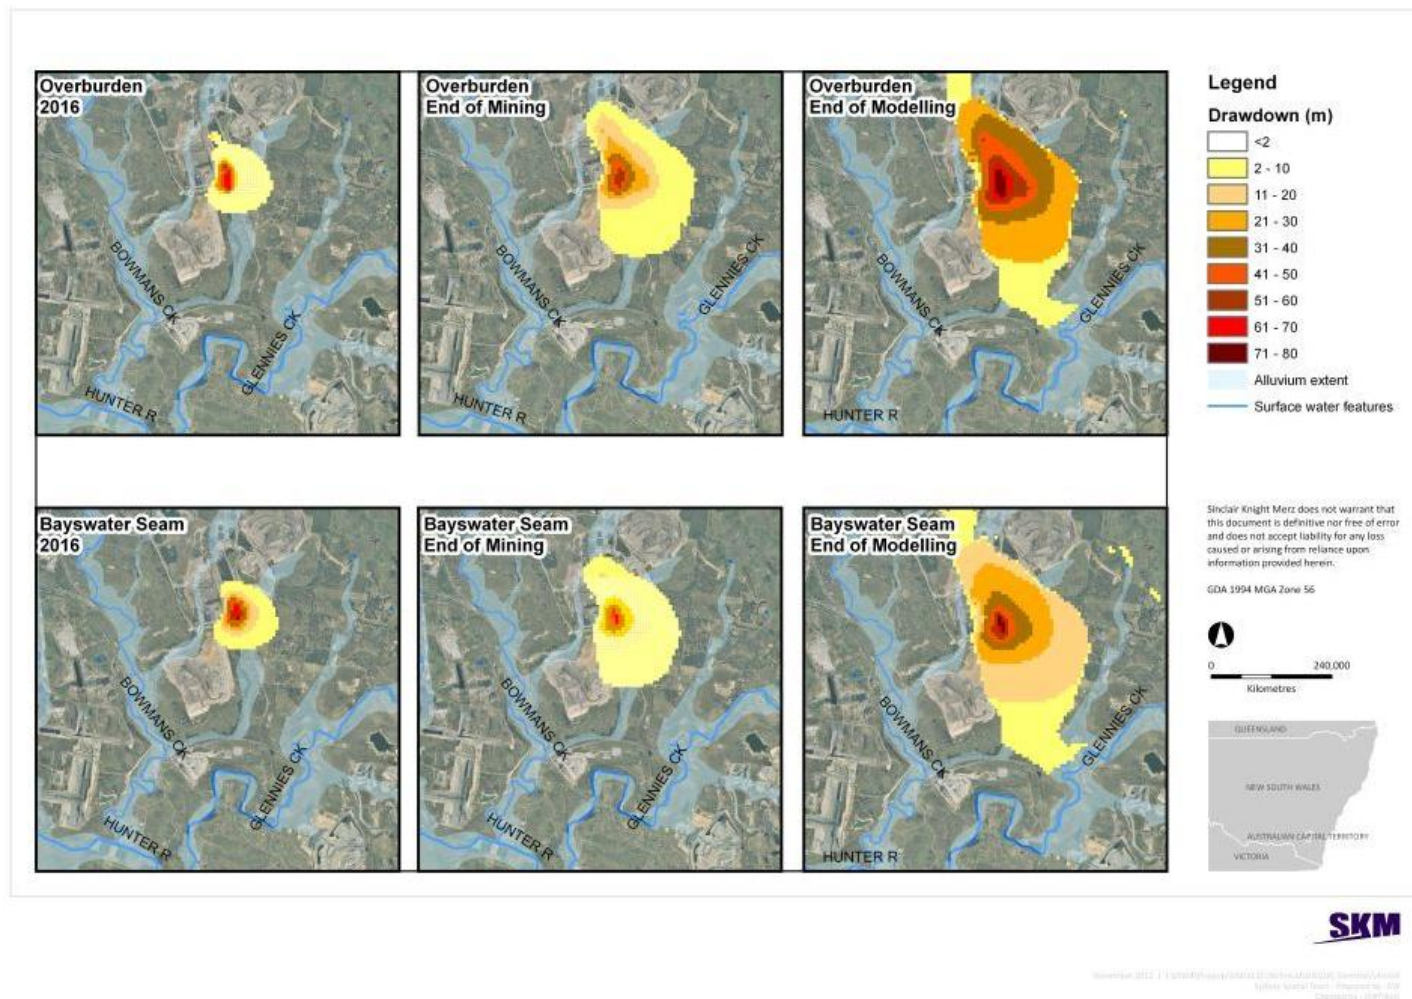 Overburden
2016
BOWMANS CK
GLENNIES CK
HUNTER R
Overburden
End of Mining
BOWMANS CK
GLENNIES CK
HUNTER R
Overburden
End of Modelling
BOWMANS CK
GLENNIES CK
HUNTER R
Legend
Drawdown (m)
<2
2 - 10
11 - 20
21 - 30
31 - 40
41 - 50
51 - 60
61 - 70
71 - 80
Alluvium extent
Surface water features
Bayswater Seam
2016
BOWMANS CK
GLENNIES CK
HUNTER R
Bayswater Seam
End of Mining
BOWMANS CK
GLENNIES CK
HUNTER R
Bayswater Seam
End of Modelling
BOWMANS CK
GLENNIES CK
HUNTER R
Sinclair Knight Merz does not warrant that
this document is definitive nor free of error
and does not accept liability for any loss
caused or arising from reliance upon
information provided herein.
GDA 1994 MGA Zone 56
0 240,000
Kilometres
QUEENSLAND
NEW SOUTH WALES
AUSTRALIAN CAPITAL TERRITORY
VICTORIA
SKM